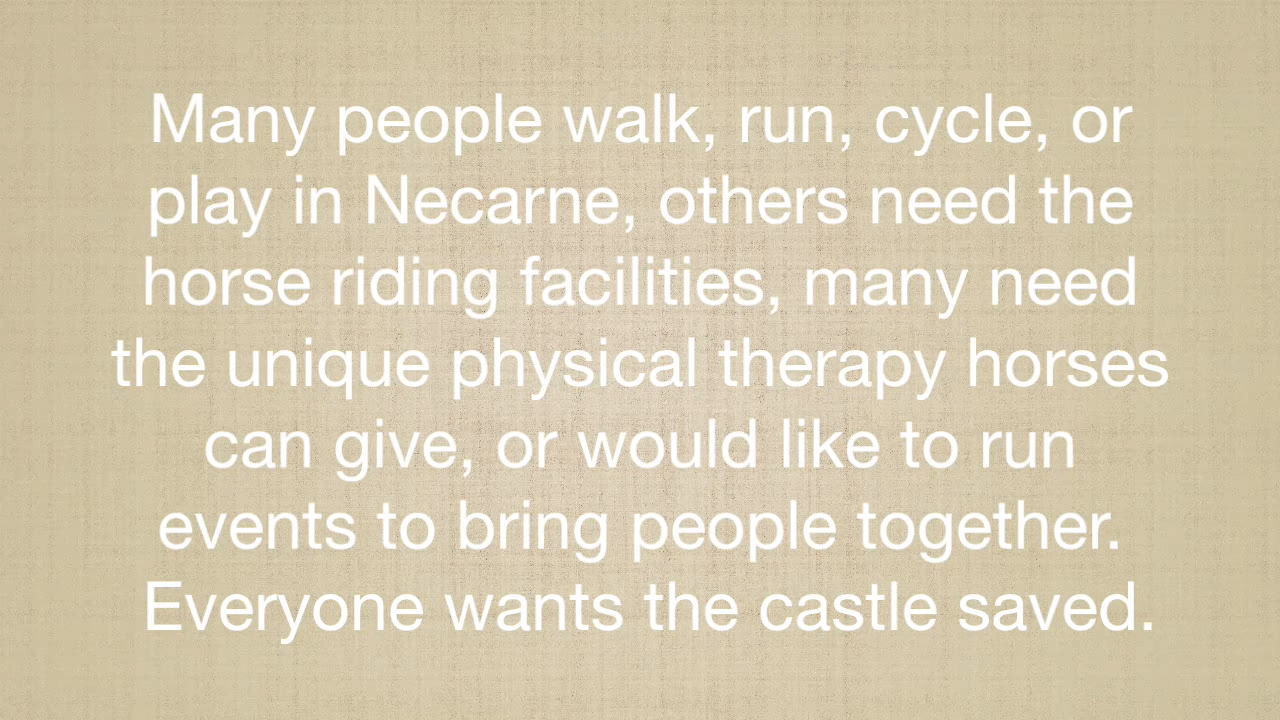 Many people walk, run, cycle, or
play in Necarne, others need the
horse riding facilities, many need
the unique physical therapy horses
can give, or would like to run
events to bring people together.
Everyone wants the castle saved.